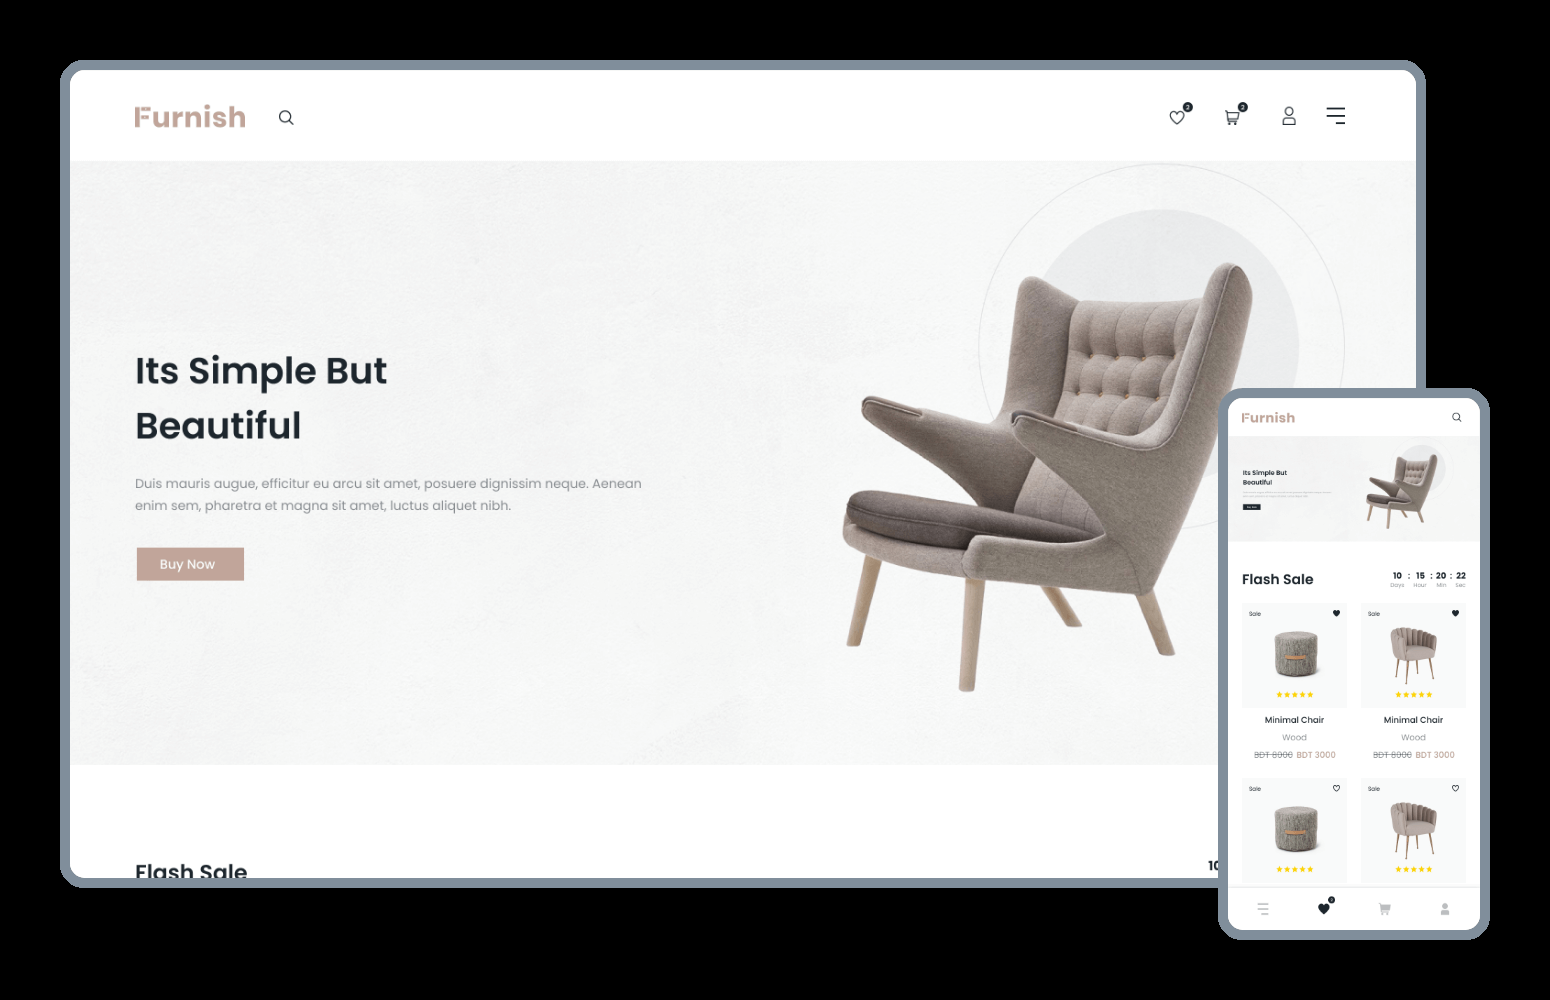 Furnish
2
2
Its Simple But
Beautiful
Duis mauris augue, efficitur eu arcu sit amet, posuere dignissim neque. Aenean
enim sem, pharetra et magna sit amet, luctus aliquet nibh.
Buy Now
Flash Sale
10
Furnish
Its Simple But
Beautiful
Flash Sale
10 : 15 : 20 : 22
Days Hour Min Sec
Sale
Sale
Minimal Chair
Minimal Chair
Wood
Wood
BDT 8000 BDT 3000
BDT 8000 BDT 3000
Sale
Sale